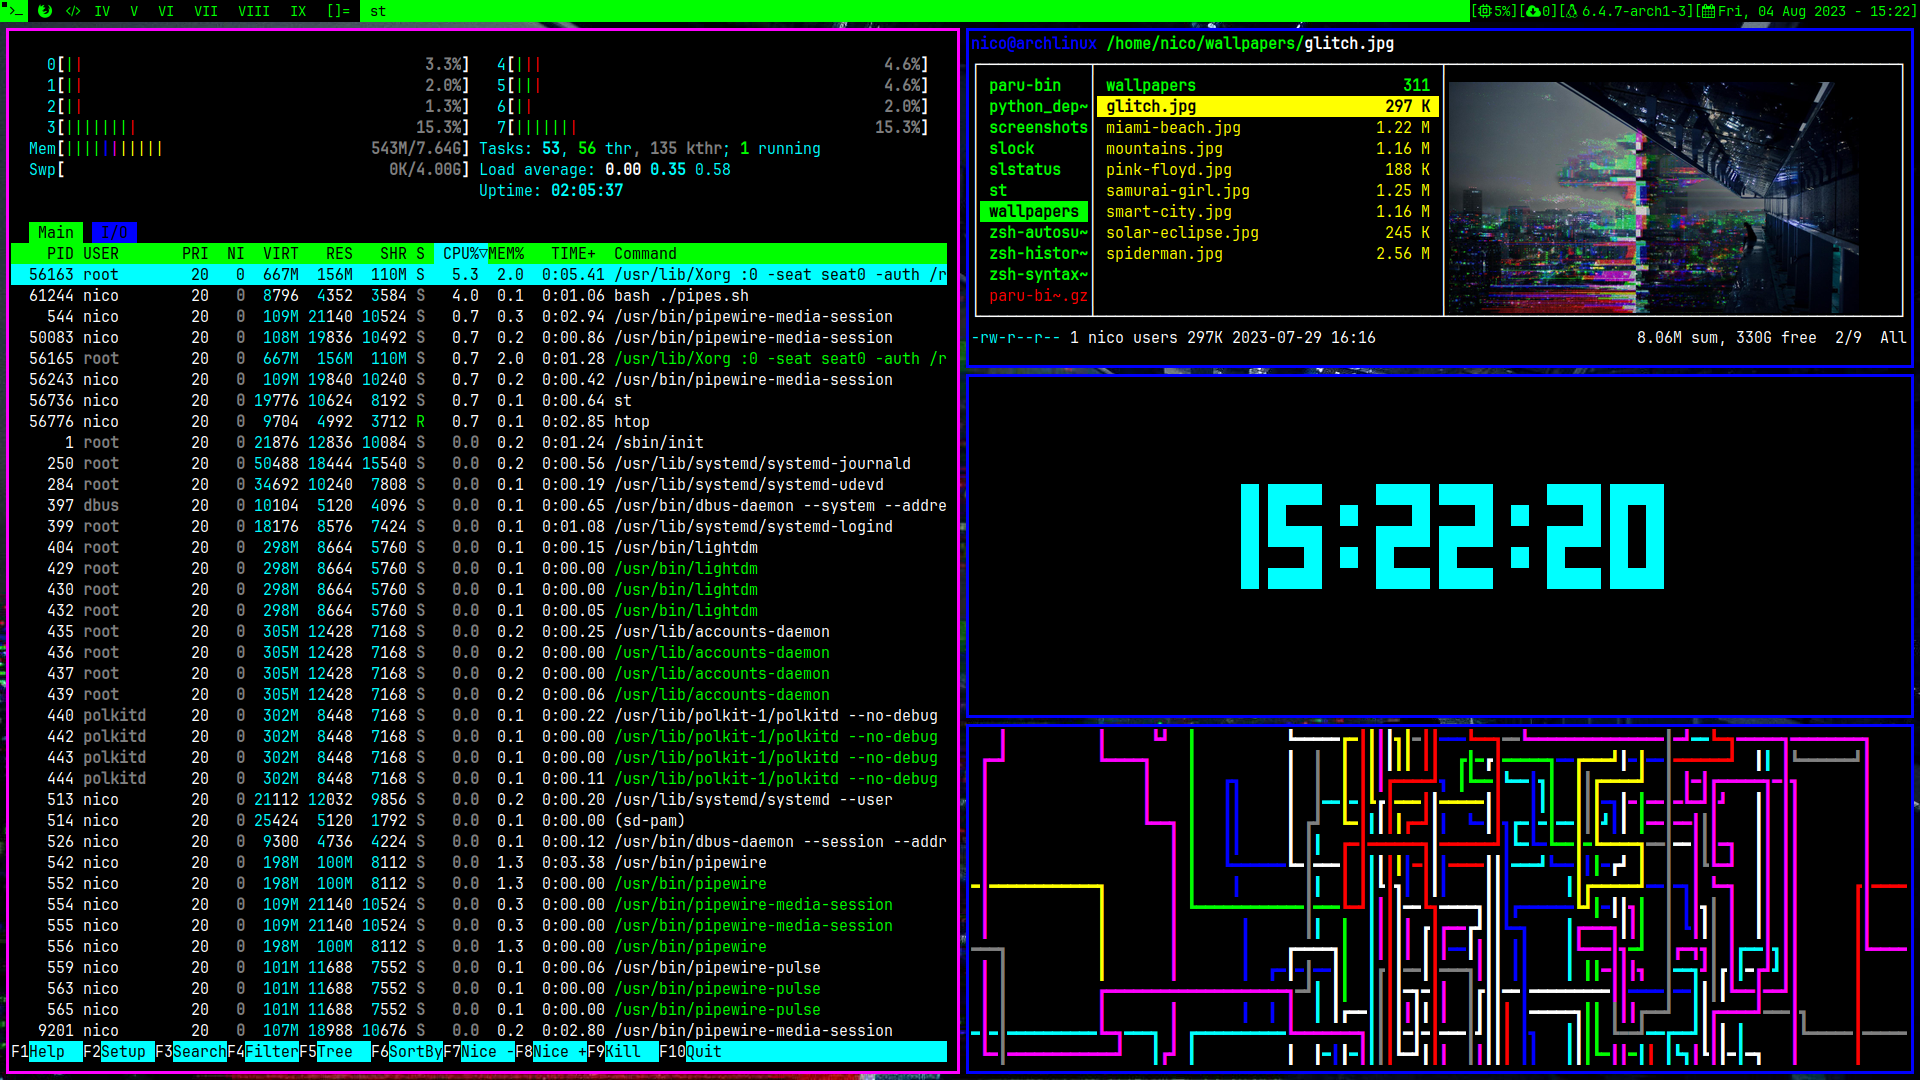 >_ </> IV V VI VII VIII IX []= st [5%][0][6.4.7-arch1-3][Fri, 04 Aug 2023 - 15:22]
0[|| 3.3%] 4[||| 4.6%]
1[|| 2.0%] 5[||| 4.6%]
2[|| 1.3%] 6[|| 2.0%]
3[|||||||| 15.3%] 7[||||||| 15.3%]
Mem[||||||||||| 543M/7.64G] Tasks: 53, 56 thr, 135 kthr; 1 running
Swp[ 0K/4.00G] Load average: 0.00 0.35 0.58
Uptime: 02:05:37
Main I/O
PID USER PRI NI VIRT RES SHR S CPU%▽MEM% TIME+ Command
56163 root 20 0 667M 156M 110M S 5.3 2.0 0:05.41 /usr/lib/Xorg :0 -seat seat0 -auth /r
61244 nico 20 0 8796 4352 3584 S 4.0 0.1 0:01.06 bash ./pipes.sh
544 nico 20 0 109M 21140 10524 S 0.7 0.3 0:02.94 /usr/bin/pipewire-media-session
50083 nico 20 0 108M 19836 10492 S 0.7 0.2 0:00.86 /usr/bin/pipewire-media-session
56165 root 20 0 667M 156M 110M S 0.7 2.0 0:01.28 /usr/lib/Xorg :0 -seat seat0 -auth /r
56243 nico 20 0 109M 19840 10240 S 0.7 0.2 0:00.42 /usr/bin/pipewire-media-session
56736 nico 20 0 19776 10624 8192 S 0.7 0.1 0:00.64 st
56776 nico 20 0 9704 4992 3712 R 0.7 0.1 0:02.85 htop
1 root 20 0 21876 12836 10084 S 0.0 0.2 0:01.24 /sbin/init
250 root 20 0 50488 18444 15540 S 0.0 0.2 0:00.56 /usr/lib/systemd/systemd-journald
284 root 20 0 34692 10240 7808 S 0.0 0.1 0:00.19 /usr/lib/systemd/systemd-udevd
397 dbus 20 0 10104 5120 4096 S 0.0 0.1 0:00.65 /usr/bin/dbus-daemon --system --addre
399 root 20 0 18176 8576 7424 S 0.0 0.1 0:01.08 /usr/lib/systemd/systemd-logind
404 root 20 0 298M 8664 5760 S 0.0 0.1 0:00.15 /usr/bin/lightdm
429 root 20 0 298M 8664 5760 S 0.0 0.1 0:00.00 /usr/bin/lightdm
430 root 20 0 298M 8664 5760 S 0.0 0.1 0:00.00 /usr/bin/lightdm
432 root 20 0 298M 8664 5760 S 0.0 0.1 0:00.05 /usr/bin/lightdm
435 root 20 0 305M 12428 7168 S 0.0 0.2 0:00.25 /usr/lib/accounts-daemon
436 root 20 0 305M 12428 7168 S 0.0 0.2 0:00.00 /usr/lib/accounts-daemon
437 root 20 0 305M 12428 7168 S 0.0 0.2 0:00.00 /usr/lib/accounts-daemon
439 root 20 0 305M 12428 7168 S 0.0 0.2 0:00.06 /usr/lib/accounts-daemon
440 polkitd 20 0 302M 8448 7168 S 0.0 0.1 0:00.22 /usr/lib/polkit-1/polkitd --no-debug
442 polkitd 20 0 302M 8448 7168 S 0.0 0.1 0:00.00 /usr/lib/polkit-1/polkitd --no-debug
443 polkitd 20 0 302M 8448 7168 S 0.0 0.1 0:00.00 /usr/lib/polkit-1/polkitd --no-debug
444 polkitd 20 0 302M 8448 7168 S 0.0 0.1 0:00.11 /usr/lib/polkit-1/polkitd --no-debug
513 nico 20 0 21112 12032 9856 S 0.0 0.2 0:00.20 /usr/lib/systemd/systemd --user
514 nico 20 0 25424 5120 1792 S 0.0 0.1 0:00.00 (sd-pam)
526 nico 20 0 9300 4736 4224 S 0.0 0.1 0:00.12 /usr/bin/dbus-daemon --session --addr
542 nico 20 0 198M 100M 8112 S 0.0 1.3 0:03.38 /usr/bin/pipewire
552 nico 20 0 198M 100M 8112 S 0.0 1.3 0:00.00 /usr/bin/pipewire
554 nico 20 0 109M 21140 10524 S 0.0 0.3 0:00.00 /usr/bin/pipewire-media-session
555 nico 20 0 109M 21140 10524 S 0.0 0.3 0:00.00 /usr/bin/pipewire-media-session
556 nico 20 0 198M 100M 8112 S 0.0 1.3 0:00.00 /usr/bin/pipewire
559 nico 20 0 101M 11688 7552 S 0.0 0.1 0:00.06 /usr/bin/pipewire-pulse
563 nico 20 0 101M 11688 7552 S 0.0 0.1 0:00.00 /usr/bin/pipewire-pulse
565 nico 20 0 101M 11688 7552 S 0.0 0.1 0:00.00 /usr/bin/pipewire-pulse
9201 nico 20 0 107M 18988 10676 S 0.0 0.2 0:02.80 /usr/bin/pipewire-media-session
F1Help F2Setup F3SearchF4FilterF5Tree F6SortByF7Nice -F8Nice +F9Kill F10Quit
nico@archlinux /home/nico/wallpapers/glitch.jpg
paru-bin wallpapers 311
python_dep~ glitch.jpg 297 K
screenshots miami-beach.jpg 1.22 M
slock mountains.jpg 1.16 M
slstatus pink-floyd.jpg 188 K
st samurai-girl.jpg 1.25 M
wallpapers smart-city.jpg 1.16 M
zsh-autosu~ solar-eclipse.jpg 245 K
zsh-histor~ spiderman.jpg 2.56 M
zsh-syntax~
paru-bi~.gz
-rw-r--r-- 1 nico users 297K 2023-07-29 16:16 8.06M sum, 330G free 2/9 All
15:22:20